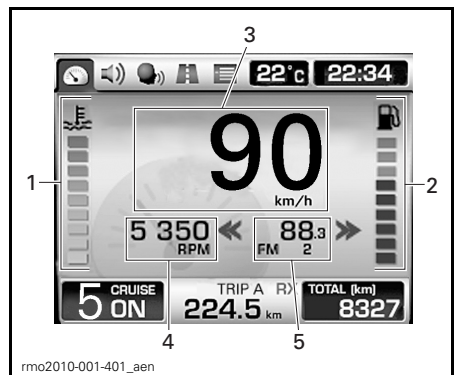 3
22°c 22:34
1
90
km/h
2
5 350
RPM
88.3
FM 2
5 CRUISE ON
TRIP A RX
224.5 km
TOTAL (km)
8327
4
5
rmo2010-001-401_aen